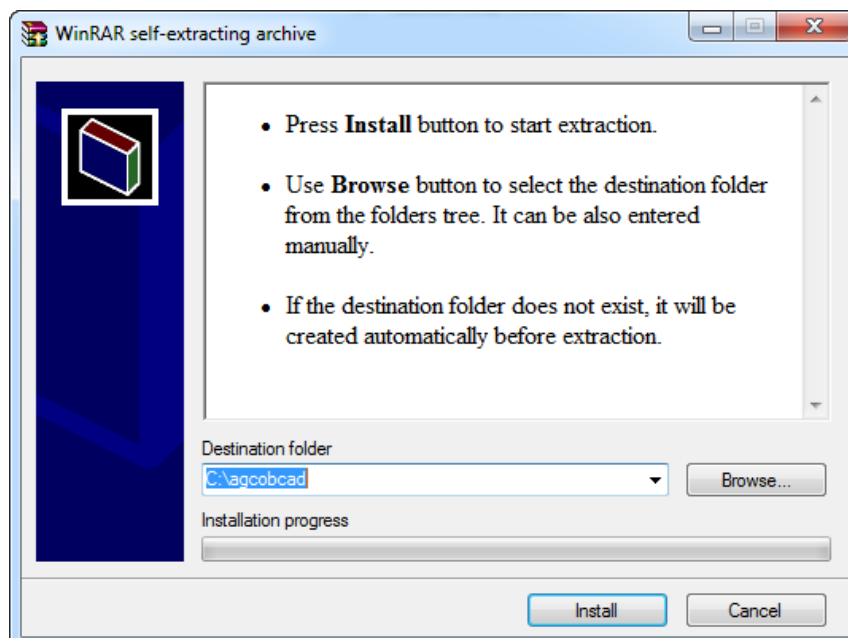 WinRAR self-extracting archive
• Press Install button to start extraction.
• Use Browse button to select the destination folder
from the folders tree. It can be also entered
manually.
• If the destination folder does not exist, it will be
created automatically before extraction.
Destination folder
C:\agcobcad
Browse...
Installation progress
Install
Cancel